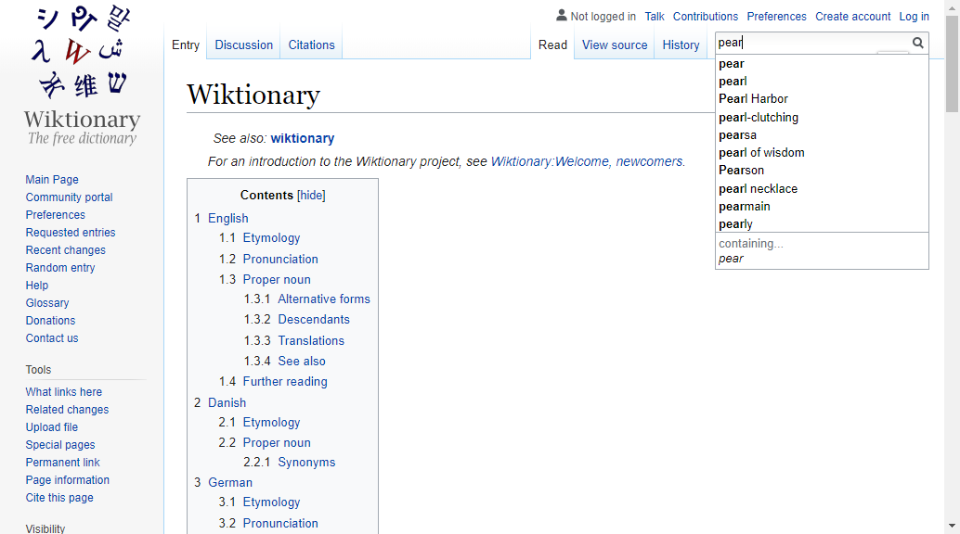 シ
ウィ
말
λ
W
ش
维
ש
Wiktionary
The free dictionary
Not logged in Talk Contributions Preferences Create account Log in
Entry Discussion Citations Read View source History
pear
pear
pearl
Pearl Harbor
pearl-clutching
pearsa
pearl of wisdom
Pearson
pearl necklace
pearmain
pearly
containing...
pear
Wiktionary
See also: wiktionary
For an introduction to the Wiktionary project, see Wiktionary:Welcome, newcomers.
Contents [hide]
1 English
1.1 Etymology
1.2 Pronunciation
1.3 Proper noun
1.3.1 Alternative forms
1.3.2 Descendants
1.3.3 Translations
1.3.4 See also
1.4 Further reading
2 Danish
2.1 Etymology
2.2 Proper noun
2.2.1 Synonyms
3 German
3.1 Etymology
3.2 Pronunciation
Main Page
Community portal
Preferences
Requested entries
Recent changes
Random entry
Help
Glossary
Donations
Contact us
Tools
What links here
Related changes
Upload file
Special pages
Permanent link
Page information
Cite this page
Visibility